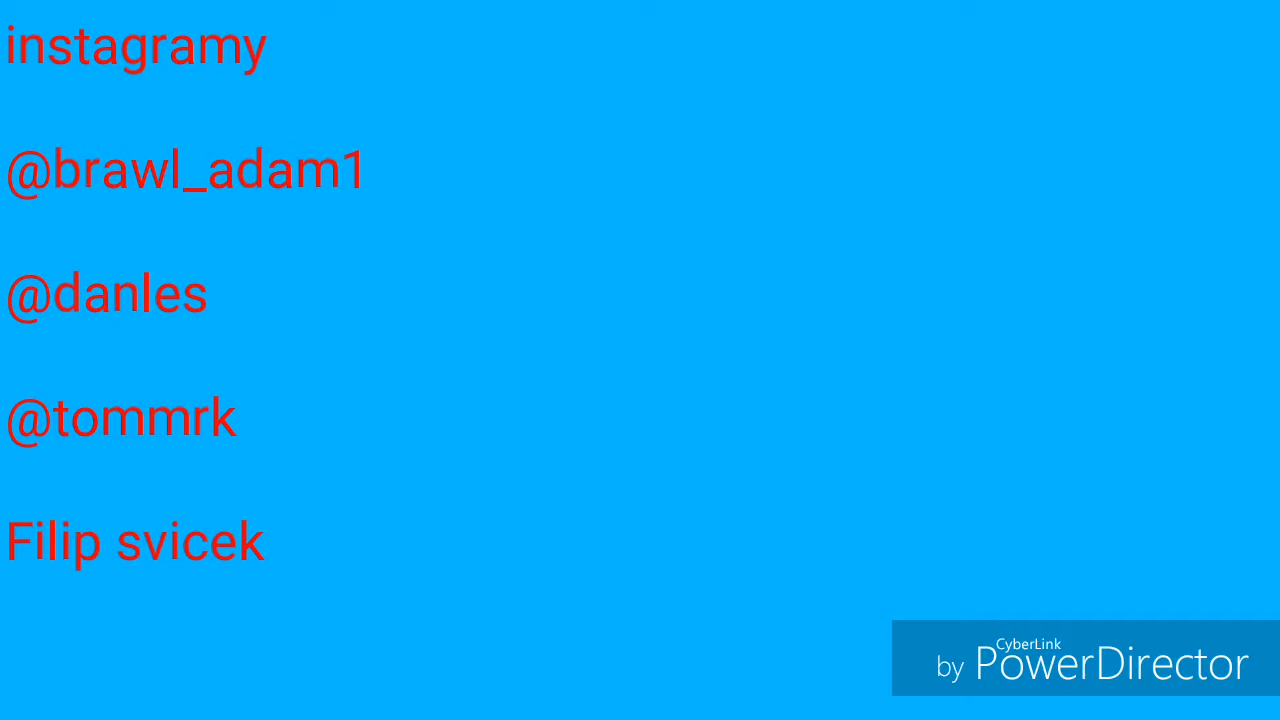 instagramy
@brawl_adam1
@danles
@tommrk
Filip svicek
CyberLink
by PowerDirector